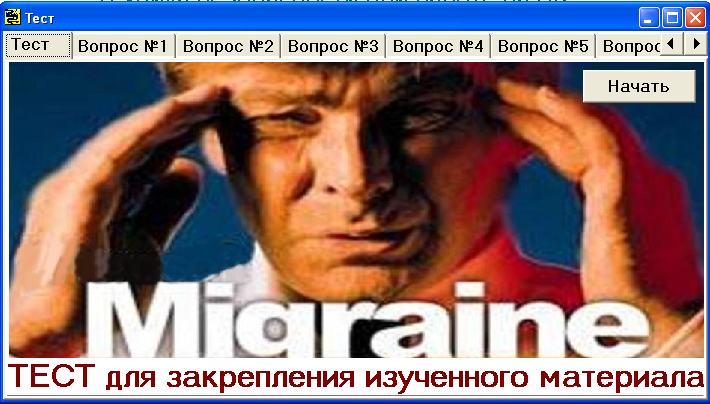 Тест
Тест Вопрос №1 Вопрос №2 Вопрос №3 Вопрос №4 Вопрос №5 Вопрос
Начать
Migraine
ТЕСТ для закрепления изученного материала